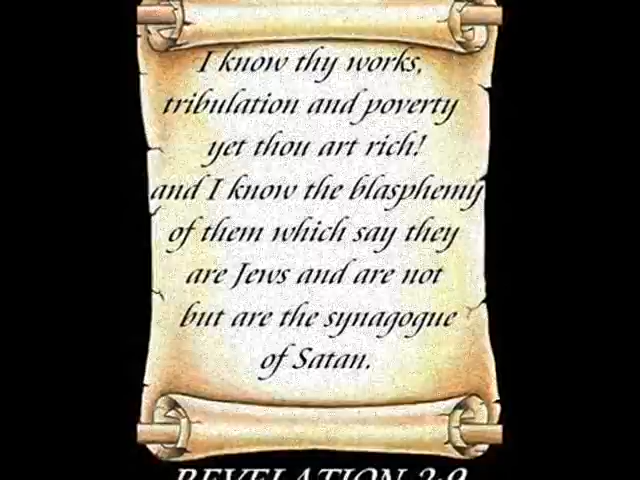 I know thy works,
tribulation and poverty
yet thou art rich!
and I know the blasphemy
of them which say they
are Jews and are not
but are the synagogue
of Satan.
REVELATION 2:9